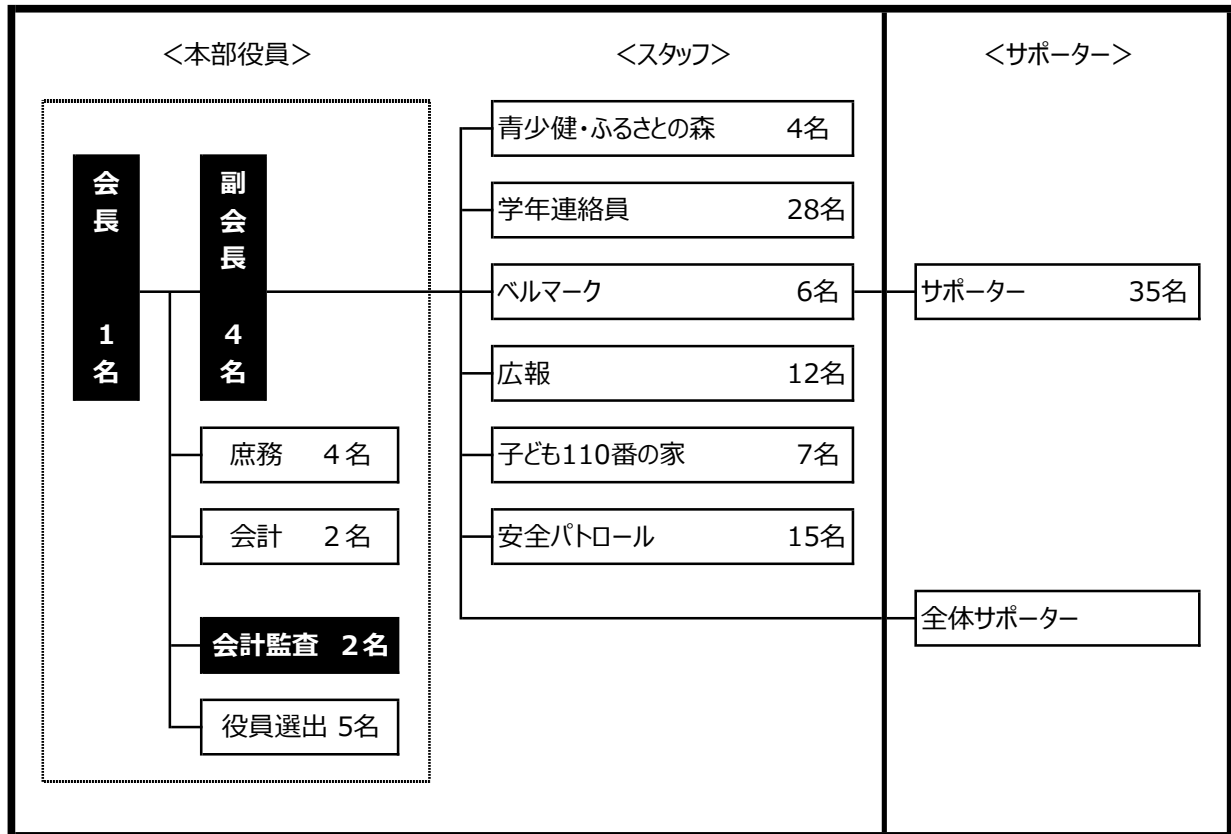 ＜本部役員＞
＜スタッフ＞
＜サポーター＞
会長 1名
副会長 4名
庶務 4名
会計 2名
会計監査 2名
役員選出 5名
青少健・ふるさとの森 4名
学年連絡員 28名
ベルマーク 6名
広報 12名
子ども110番の家 7名
安全パトロール 15名
サポーター 35名
全体サポーター